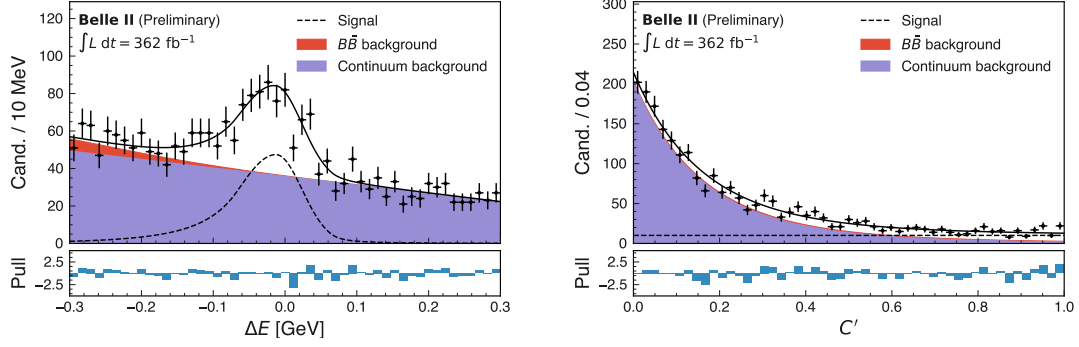 Belle II (Preliminary)
∫L dt = 362 fb⁻¹
Signal
BB̄ background
Continuum background
Cand. / 10 MeV
120
100
80
60
40
20
0
Pull
2.5
−2.5
−0.3 −0.2 −0.1 0.0 0.1 0.2 0.3
ΔE [GeV]
Belle II (Preliminary)
∫L dt = 362 fb⁻¹
Signal
BB̄ background
Continuum background
Cand. / 0.04
300
250
200
150
100
50
0
Pull
2.5
−2.5
0.0 0.2 0.4 0.6 0.8 1.0
C′